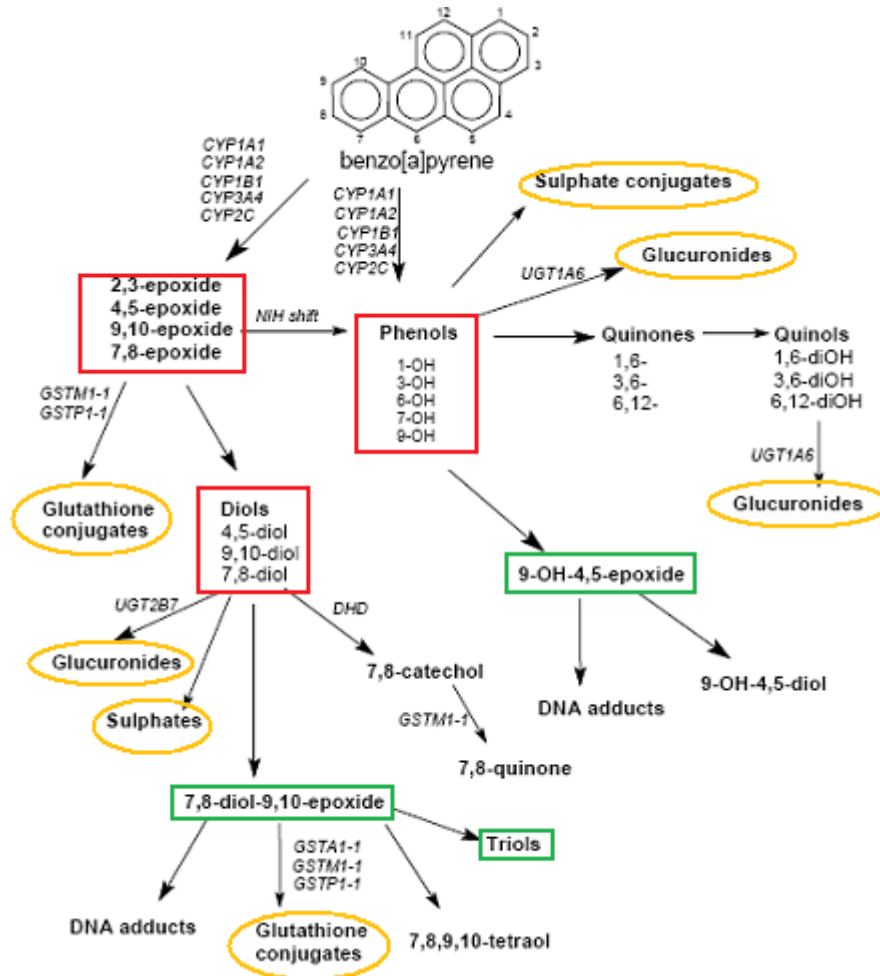 12
1
11
2
10
3
9
8
4
7
6
5
benzo[a]pyrene
CYP1A1
CYP1A2
CYP1B1
CYP3A4
CYP2C
CYP1A1
CYP1A2
CYP1B1
CYP3A4
CYP2C
Sulphate conjugates
Glucuronides
UGT1A6
2,3-epoxide
4,5-epoxide
9,10-epoxide
7,8-epoxide
NIH shift
Phenols
1-OH
3-OH
6-OH
7-OH
9-OH
Quinones
1,6-
3,6-
6,12-
Quinols
1,6-diOH
3,6-diOH
6,12-diOH
GSTM1-1
GSTP1-1
UGT1A6
Glutathione
conjugates
Diols
4,5-diol
9,10-diol
7,8-diol
Glucuronides
9-OH-4,5-epoxide
UGT2B7
DHD
Glucuronides
7,8-catechol
9-OH-4,5-diol
Sulphates
DNA adducts
GSTM1-1
7,8-quinone
7,8-diol-9,10-epoxide
Triols
GSTA1-1
GSTM1-1
GSTP1-1
DNA adducts
Glutathione
conjugates
7,8,9,10-tetraol